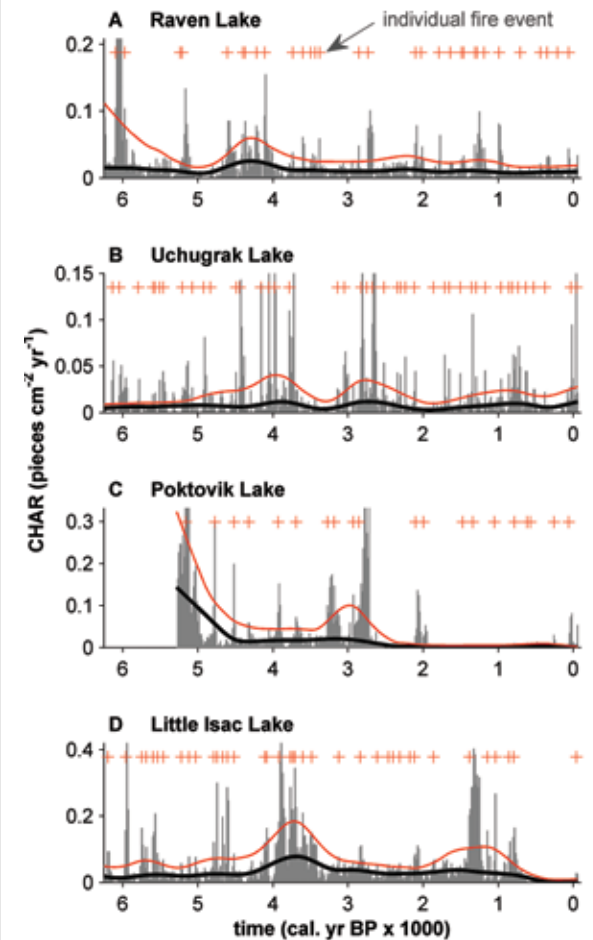 A Raven Lake individual fire event
0.2
0.1
0
6 5 4 3 2 1 0
B Uchugrak Lake
0.15
0.1
0.05
0
6 5 4 3 2 1 0
CHAR (pieces cm⁻² yr⁻¹)
C Poktovik Lake
0.3
0.2
0.1
0
6 5 4 3 2 1 0
D Little Isac Lake
0.4
0.2
0
6 5 4 3 2 1 0
time (cal. yr BP x 1000)